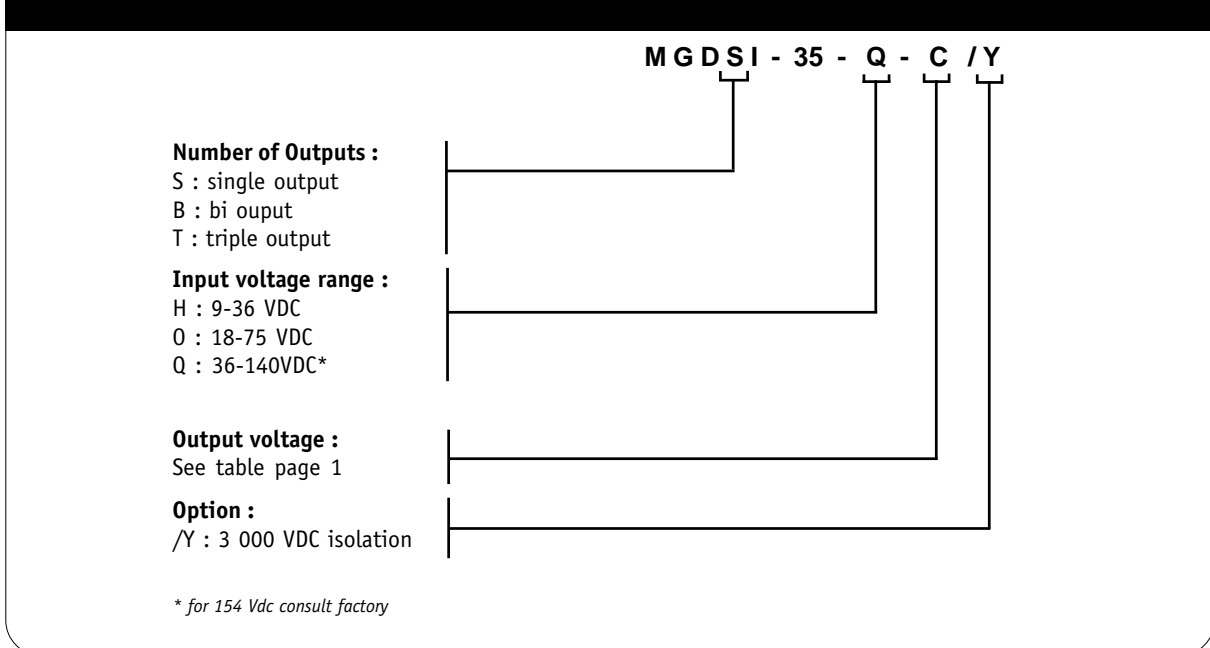 MGDSI - 35 - Q - C / Y
Number of Outputs :
S : single output
B : bi ouput
T : triple output
Input voltage range :
H : 9-36 VDC
O : 18-75 VDC
Q : 36-140VDC*
Output voltage :
See table page 1
Option :
/Y : 3 000 VDC isolation
* for 154 Vdc consult factory